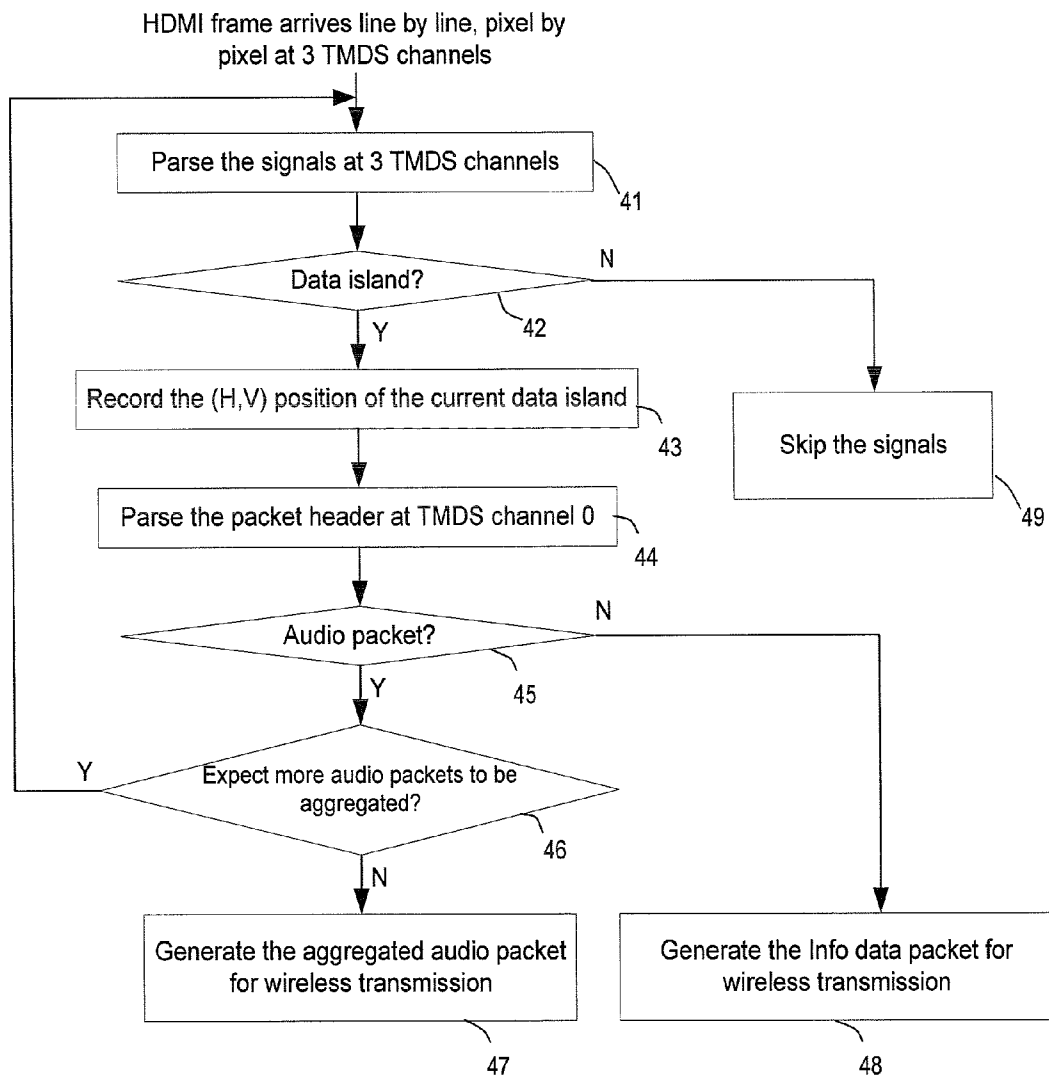 HDMI frame arrives line by line, pixel by
pixel at 3 TMDS channels
Parse the signals at 3 TMDS channels
41
Data island?
N
42
Y
Record the (H,V) position of the current data island
43
Skip the signals
49
Parse the packet header at TMDS channel 0
44
Audio packet?
N
45
Y
Y
Expect more audio packets to be
aggregated?
46
N
Generate the aggregated audio packet
for wireless transmission
47
Generate the Info data packet for
wireless transmission
48